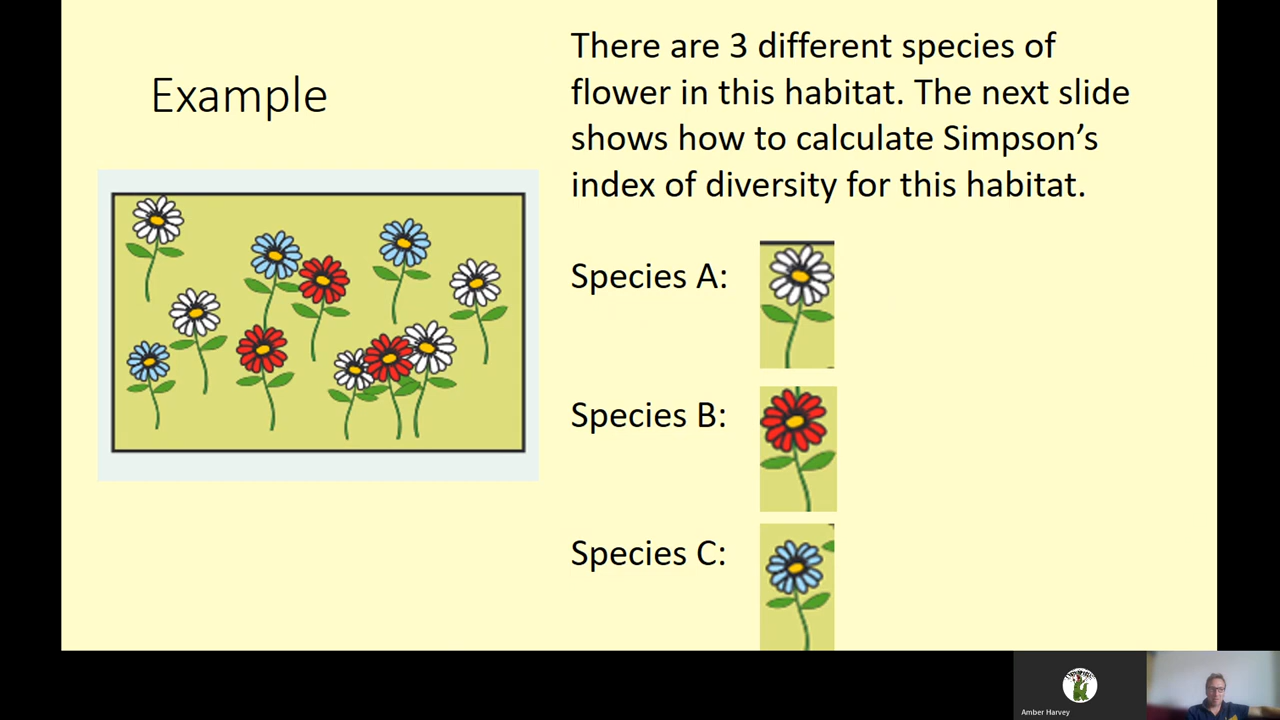 Example
There are 3 different species of
flower in this habitat. The next slide
shows how to calculate Simpson’s
index of diversity for this habitat.
Species A:
Species B:
Species C:
Amber Harvey